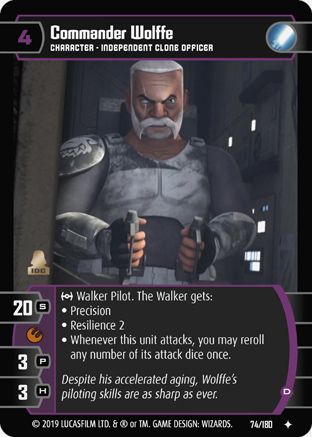 4
Commander Wolffe
CHARACTER • INDEPENDENT CLONE OFFICER
IGC
20 S
3 P
3 H
Walker Pilot. The Walker gets:
• Precision
• Resilience 2
• Whenever this unit attacks, you may reroll
any number of its attack dice once.
Despite his accelerated aging, Wolffe's
piloting skills are as sharp as ever.
D
© 2019 LUCASFILM LTD. & ® or TM. GAME DESIGN: WIZARDS.
74/180